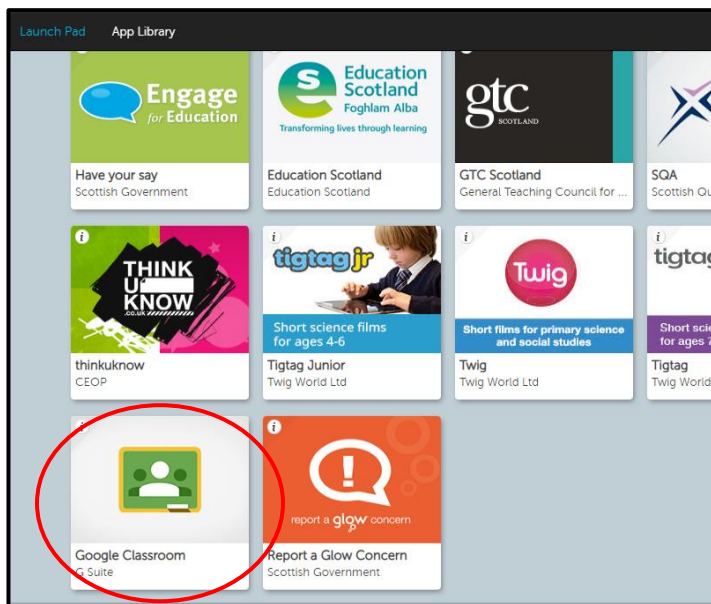 Launch Pad App Library
Engage
for Education
Have your say
Scottish Government
Education
Scotland
Foghlam Alba
Transforming lives through learning
Education Scotland
Education Scotland
gtc
SCOTLAND
GTC Scotland
General Teaching Council for ...
SQA
Scottish Qu
THINK
U
KNOW
.CO.UK
thinkuknow
CEOP
tigtag jr
Short science films
for ages 4-6
Tigtag Junior
Twig World Ltd
Twig
Short films for primary science
and social studies
Twig
Twig World Ltd
tigtag
Short scie
for ages 7
Tigtag
Twig World
Google Classroom
G Suite
!
report a glow concern
Report a Glow Concern
Scottish Government